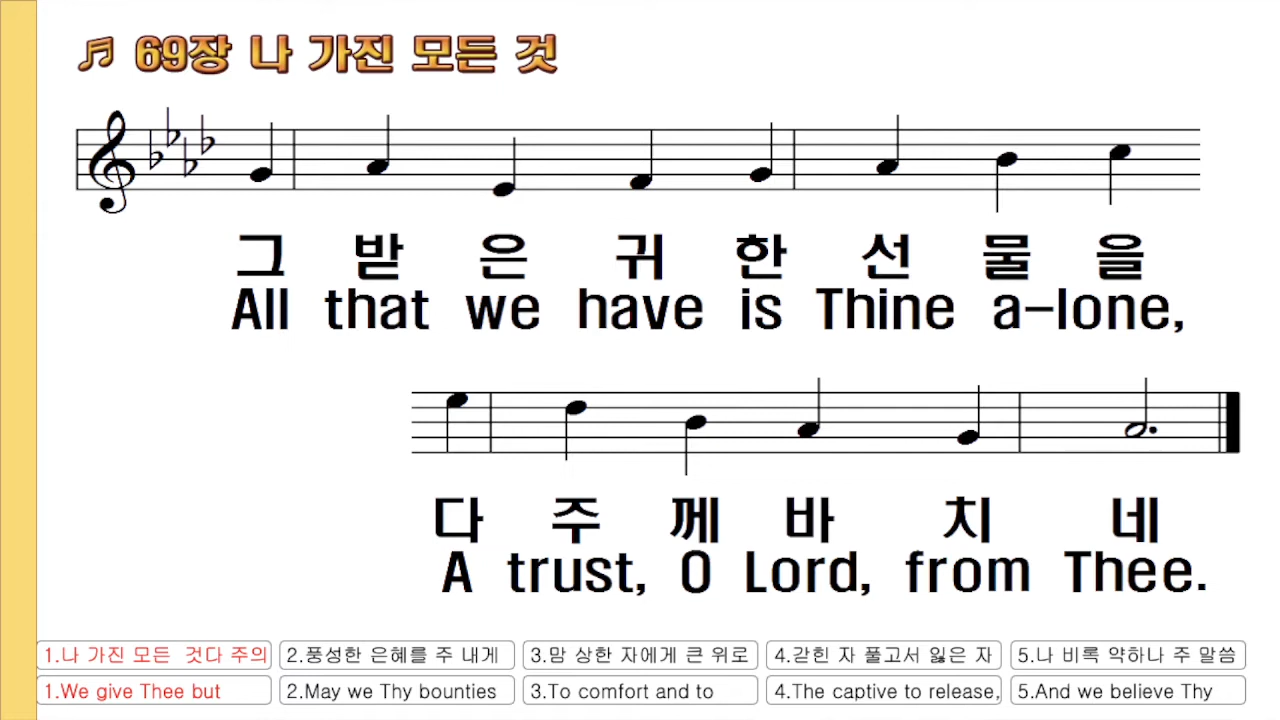 ♬ 69장 나 가진 모든 것
그 받 은 귀 한 선 물 을
All that we have is Thine a-lone,
다 주 께 바 치 네
A trust, O Lord, from Thee.
1.나 가진 모든 것다 주의
2.풍성한 은혜를 주 내게
3.맘 상한 자에게 큰 위로
4.갇힌 자 풀고서 잃은 자
5.나 비록 약하나 주 말씀
1.We give Thee but
2.May we Thy bounties
3.To comfort and to
4.The captive to release,
5.And we believe Thy